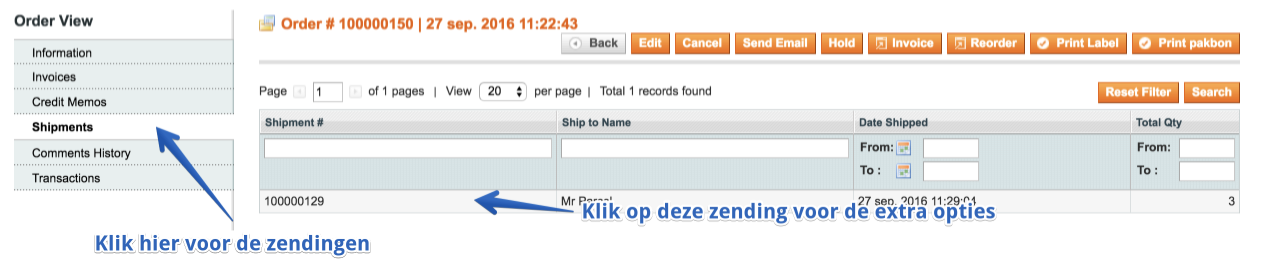 Order View
Information
Invoices
Credit Memos
Shipments
Comments History
Transactions
Order # 100000150 | 27 sep. 2016 11:22:43
Back Edit Cancel Send Email Hold Invoice Reorder Print Label Print pakbon
Page 1 of 1 pages | View 20 per page | Total 1 records found
Reset Filter Search
Shipment # Ship to Name Date Shipped Total Qty
From: From:
To : To :
100000129 Mr 27 sep. 2016 11:29:01 3
Klik op deze zending voor de extra opties
Klik hier voor de zendingen